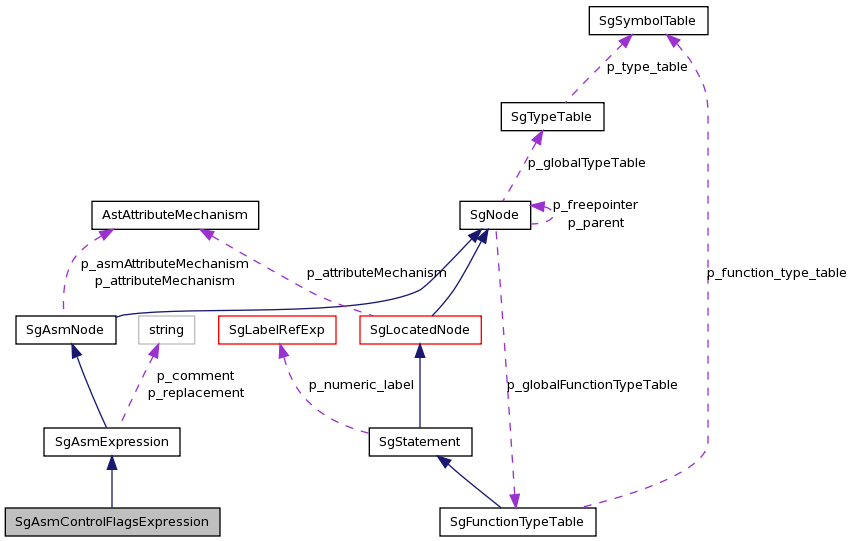 SgSymbolTable
p_type_table
SgTypeTable
p_globalTypeTable
AstAttributeMechanism
SgNode
p_freepointer
p_parent
p_asmAttributeMechanism
p_attributeMechanism
p_attributeMechanism
p_function_type_table
SgAsmNode
string
SgLabelRefExp
SgLocatedNode
p_comment
p_replacement
p_numeric_label
p_globalFunctionTypeTable
SgAsmExpression
SgStatement
SgAsmControlFlagsExpression
SgFunctionTypeTable